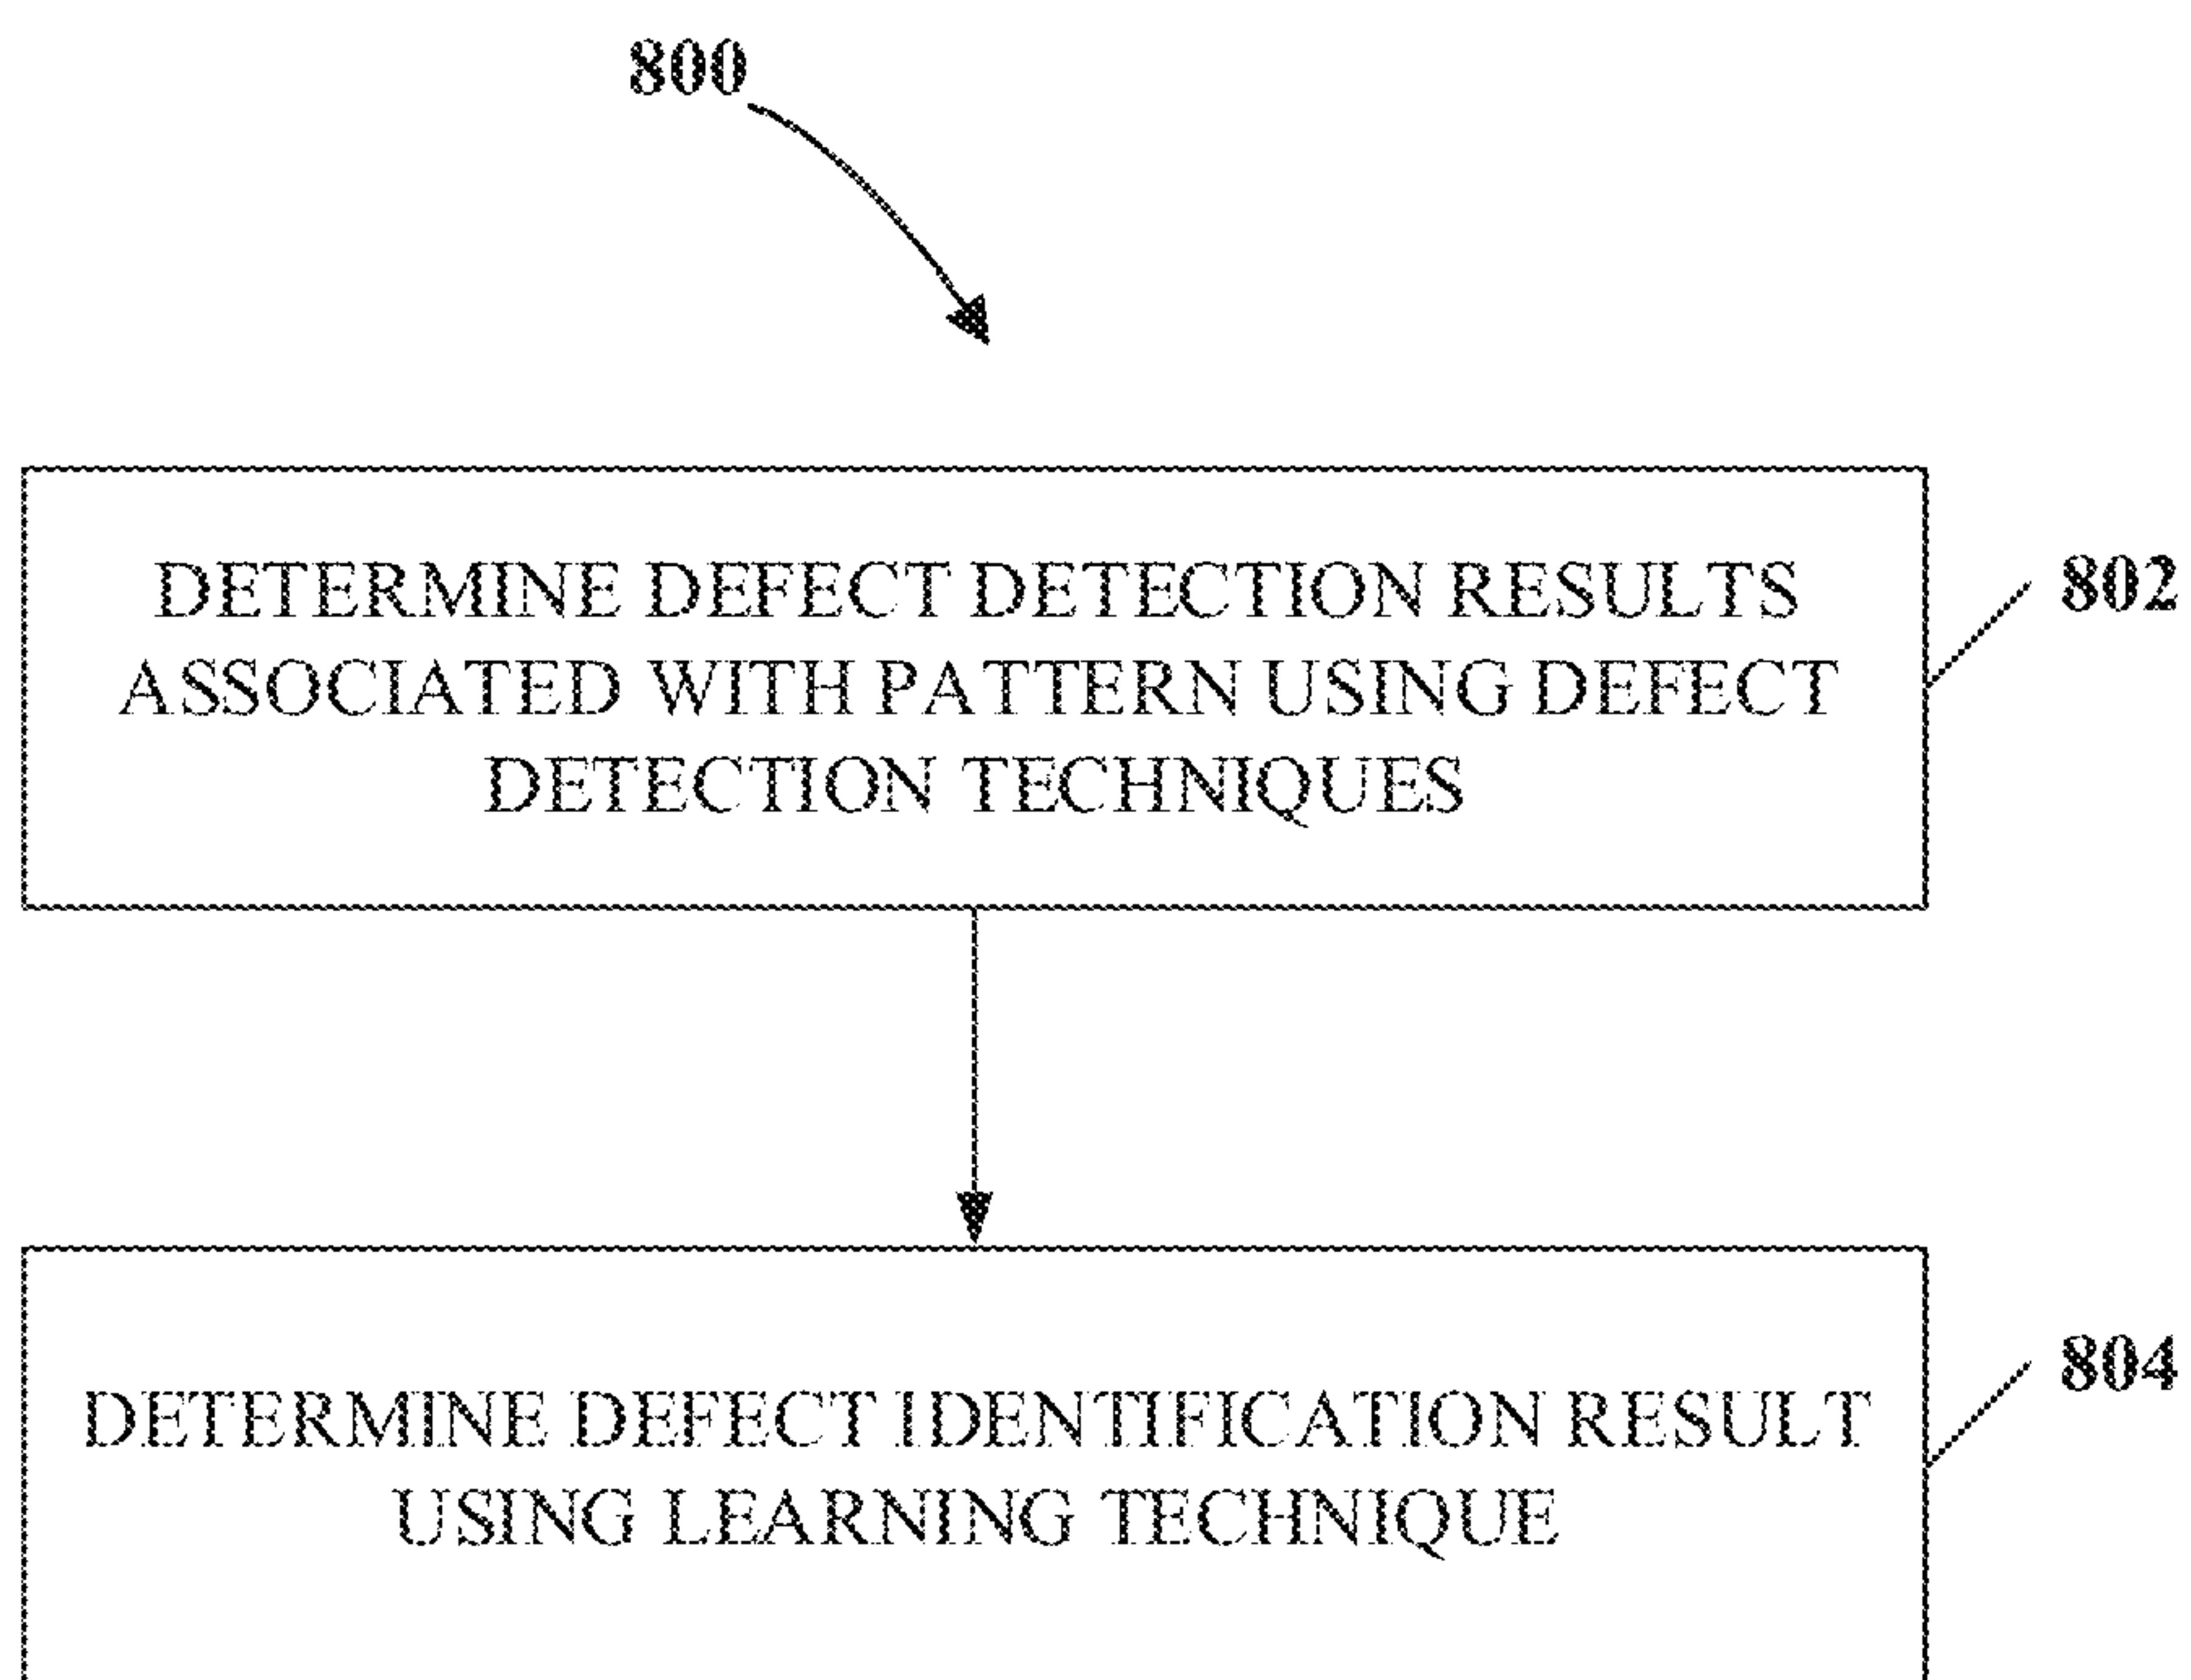 800
DETERMINE DEFECT DETECTION RESULTS
ASSOCIATED WITH PATTERN USING DEFECT
DETECTION TECHNIQUES
802
DETERMINE DEFECT IDENTIFICATION RESULT
USING LEARNING TECHNIQUE
804